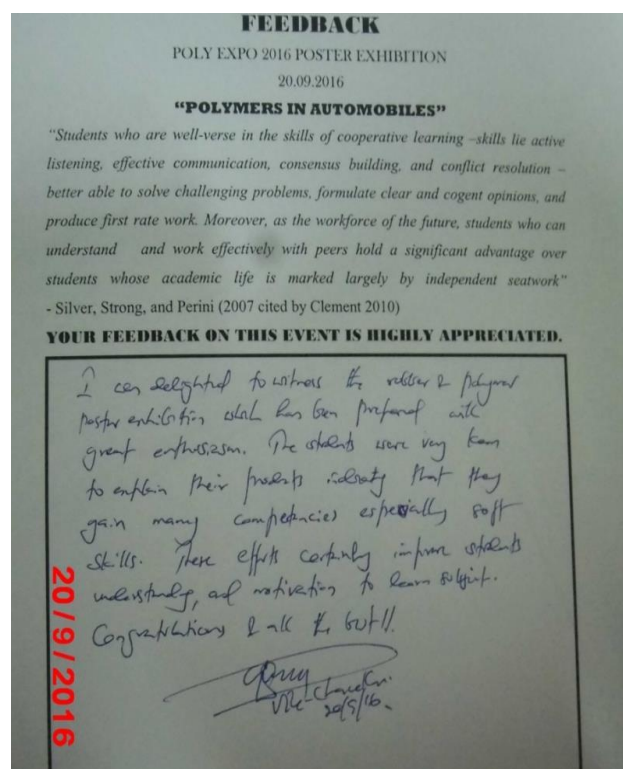 FEEDBACK
POLY EXPO 2016 POSTER EXHIBITION
20.09.2016
“POLYMERS IN AUTOMOBILES”
“Students who are well-verse in the skills of cooperative learning –skills lie active
listening, effective communication, consensus building, and conflict resolution –
better able to solve challenging problems, formulate clear and cogent opinions, and
produce first rate work. Moreover, as the workforce of the future, students who can
understand and work effectively with peers hold a significant advantage over
students whose academic life is marked largely by independent seatwork”
- Silver, Strong, and Perini (2007 cited by Clement 2010)
YOUR FEEDBACK ON THIS EVENT IS HIGHLY APPRECIATED.
I delighted to witness the rubber & polymer
poster exhibition which has been prepared with
great enthusiasm. The students were very keen
to explain their products that they
gain many competencies especially soft
skills. These efforts certainly improve students
understanding, and motivation to learn subject.
Congratulations & all the best!!
Vice-Chancellor
20/9/16.
20/9/2016